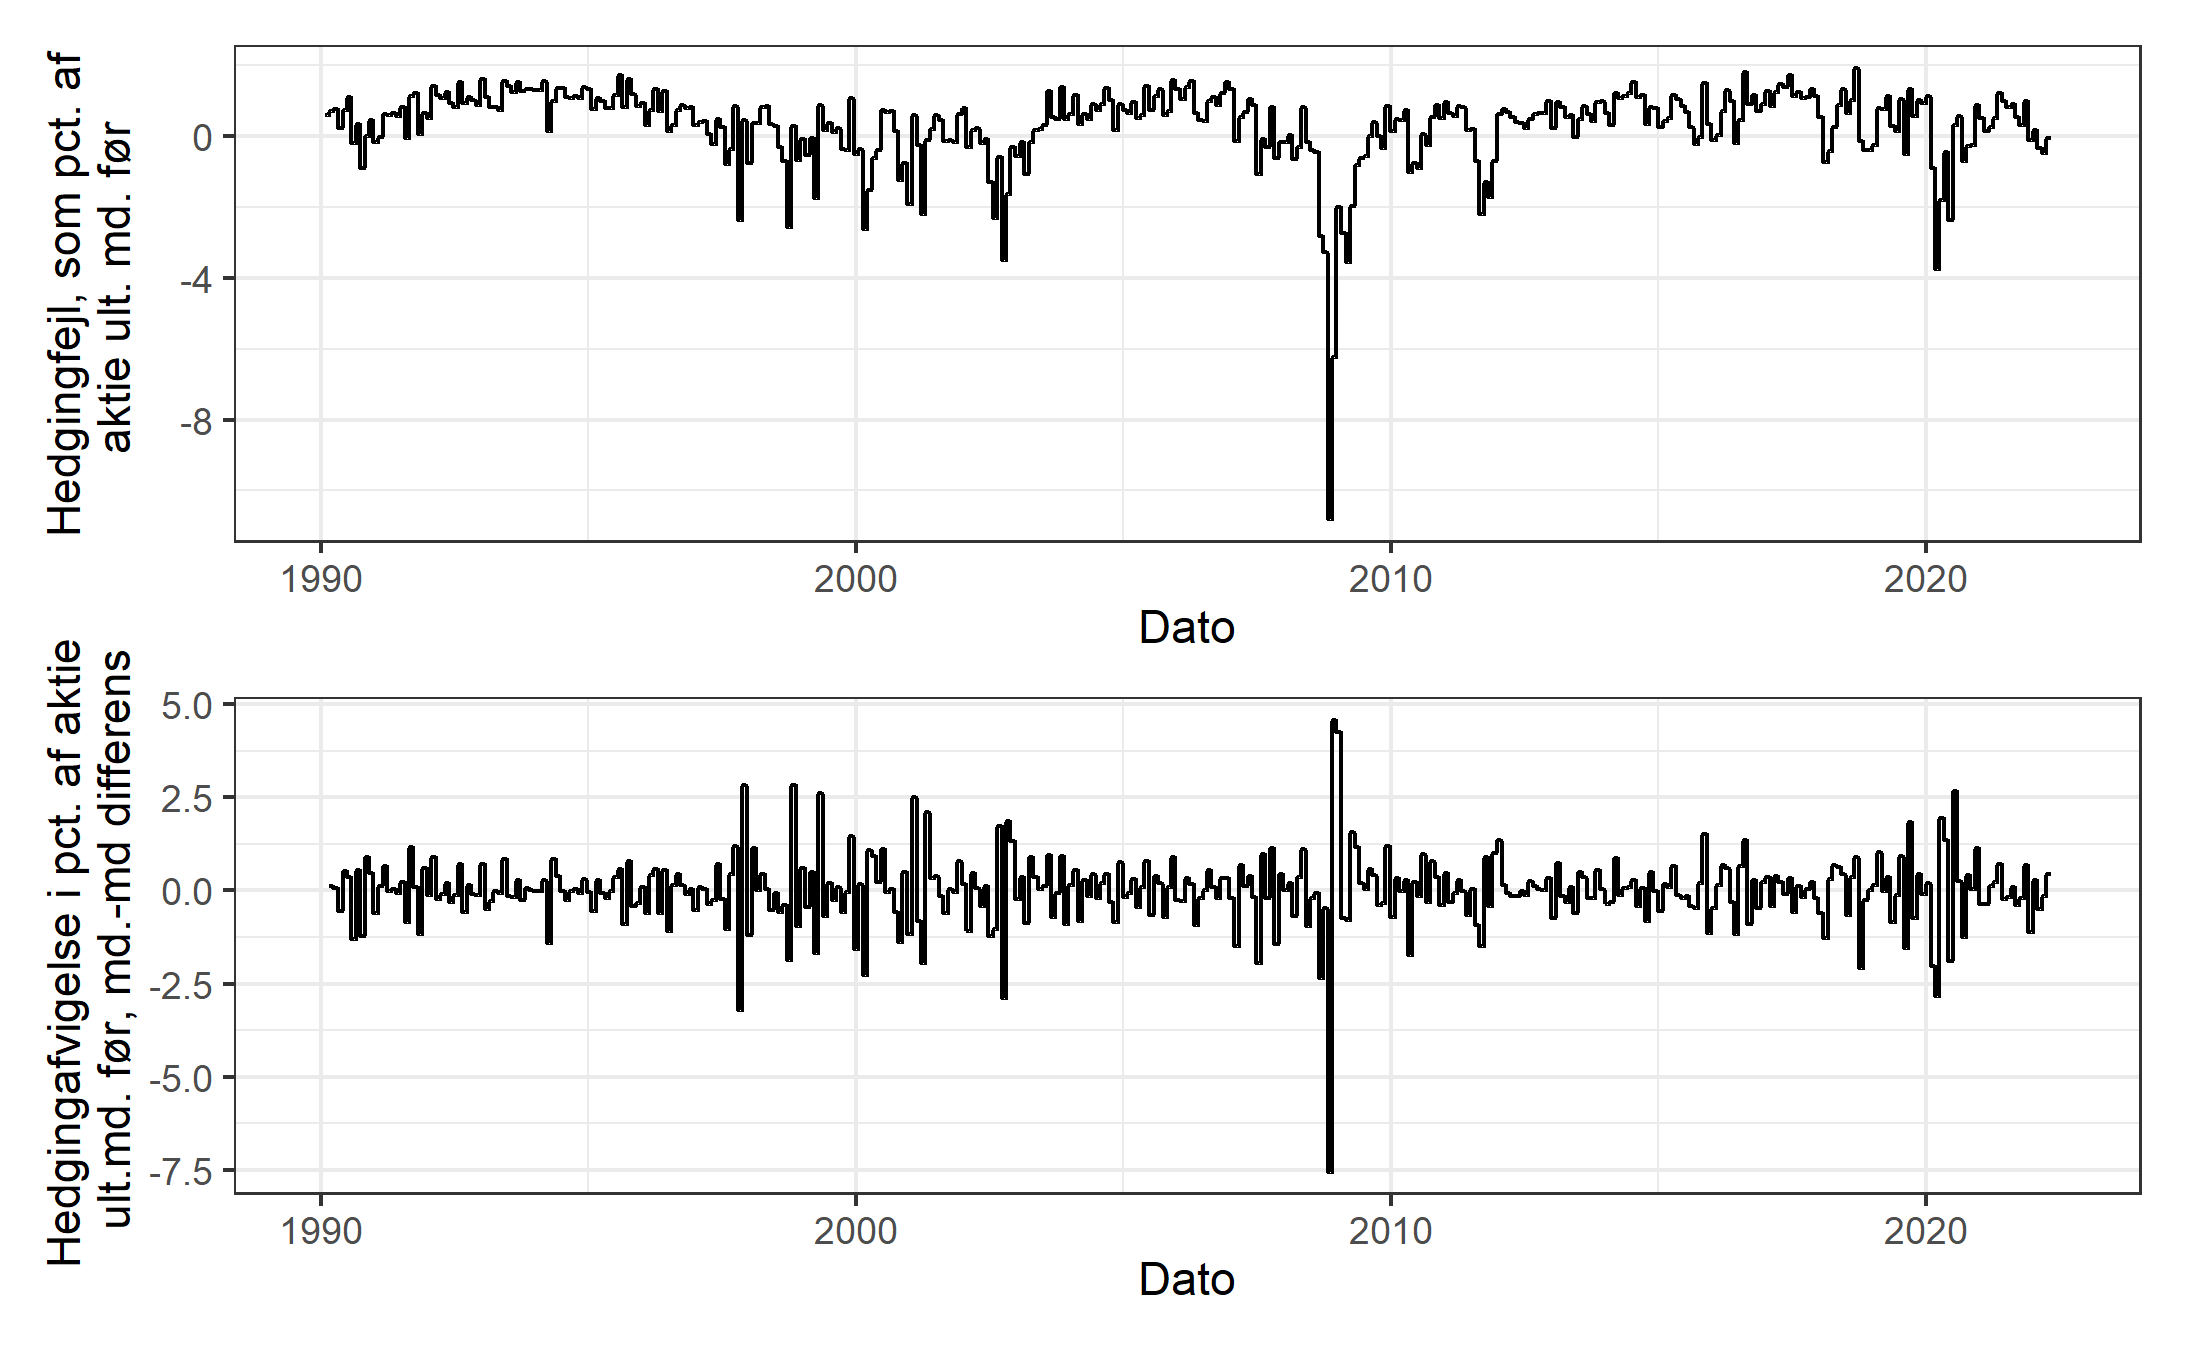 Hedgingfejl, som pct. af
aktie ult. md. før
0
-4
-8
1990 2000 2010 2020
Dato
Hedgingafvigelse i pct. af aktie
ult.md. før, md.-md differens
5.0
2.5
0.0
-2.5
-5.0
-7.5
1990 2000 2010 2020
Dato